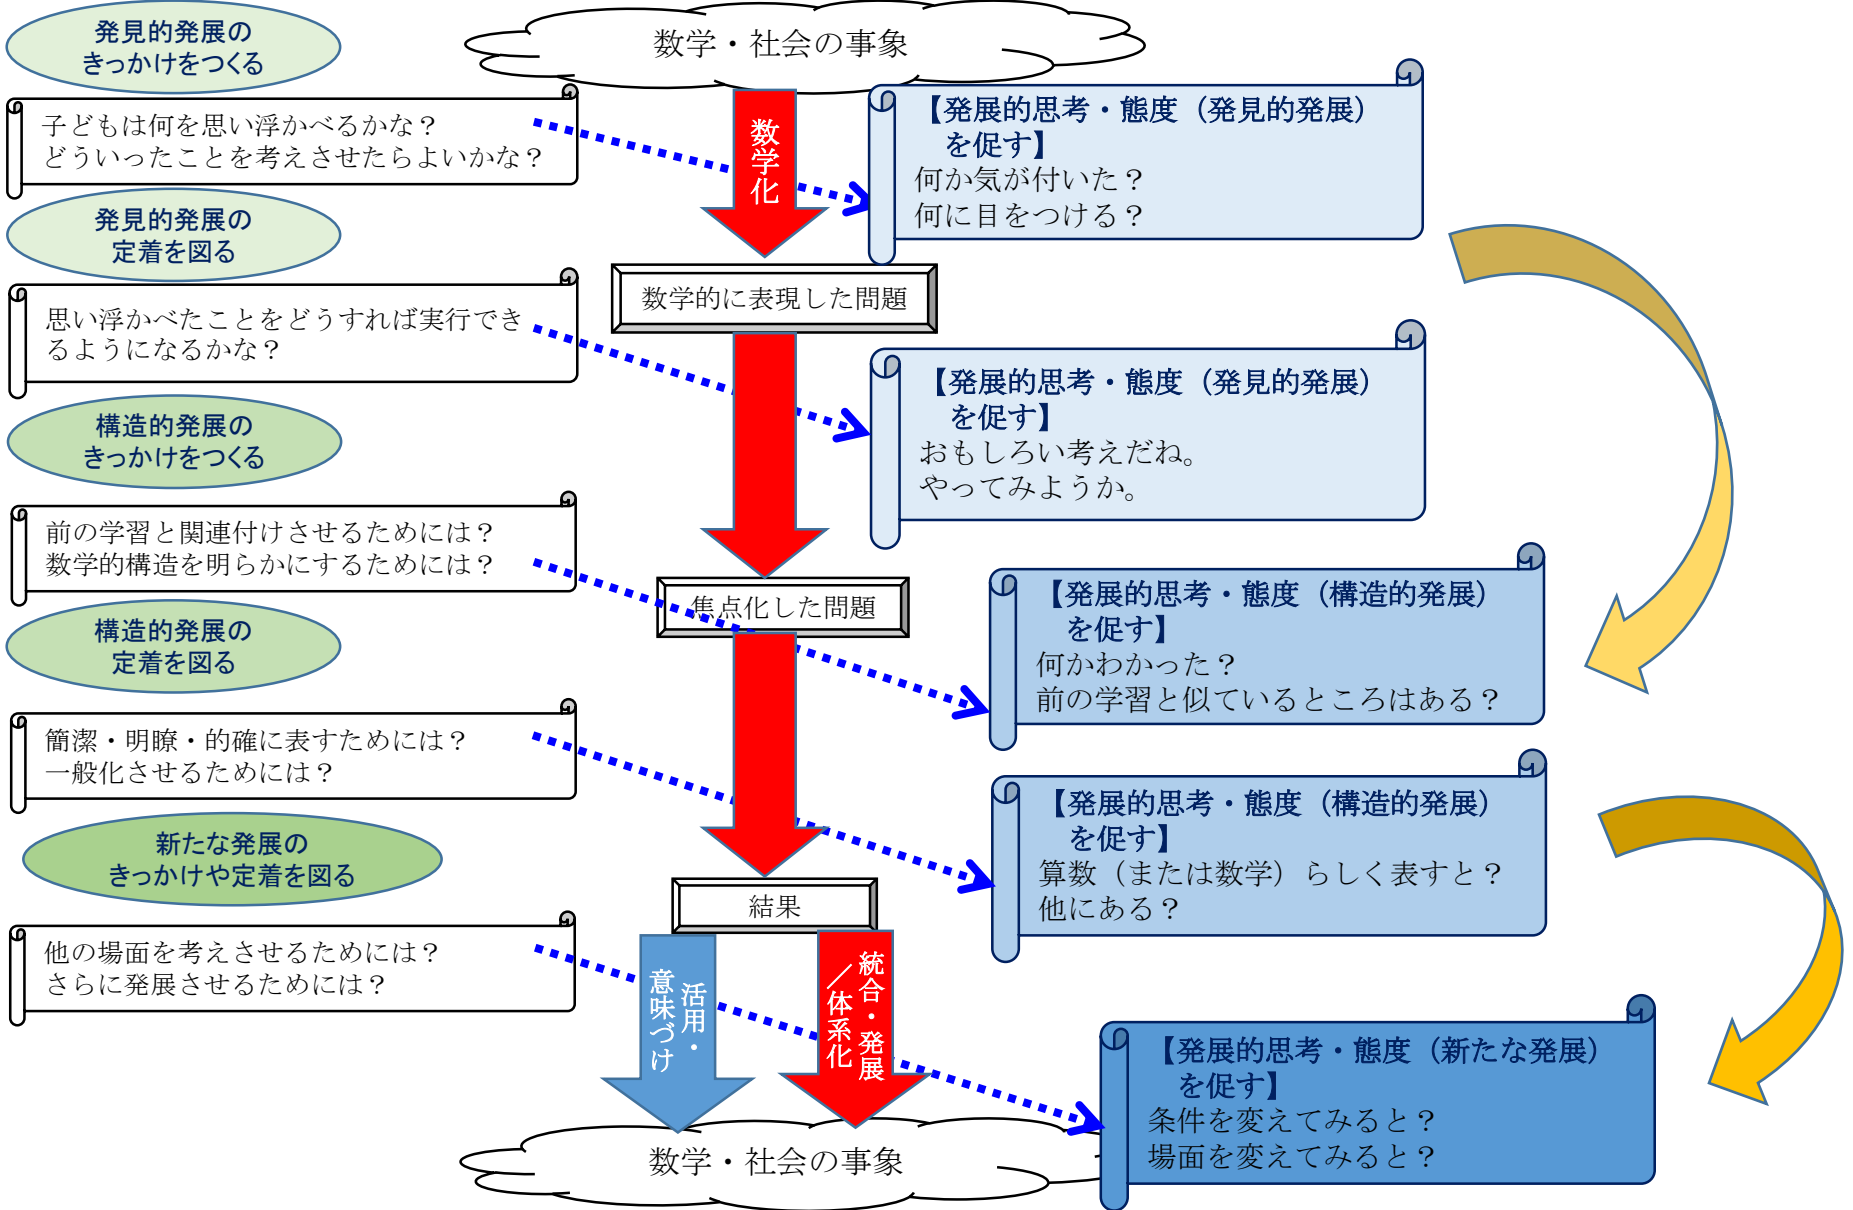 数学・社会の事象
発見的発展の
きっかけをつくる
子どもは何を思い浮かべるかな？
どういったことを考えさせたらよいかな？
数学化
【発展的思考・態度（発見的発展）
を促す】
何か気が付いた？
何に目をつける？
発見的発展の
定着を図る
数学的に表現した問題
思い浮かべたことをどうすれば実行でき
るようになるかな？
【発展的思考・態度（発見的発展）
を促す】
おもしろい考えだね。
やってみようか。
構造的発展の
きっかけをつくる
前の学習と関連付けさせるためには？
数学的構造を明らかにするためには？
焦点化した問題
【発展的思考・態度（構造的発展）
を促す】
何かわかった？
前の学習と似ているところはある？
構造的発展の
定着を図る
簡潔・明瞭・的確に表すためには？
一般化させるためには？
【発展的思考・態度（構造的発展）
を促す】
算数（または数学）らしく表すと？
他にある？
新たな発展の
きっかけや定着を図る
結果
他の場面を考えさせるためには？
さらに発展させるためには？
活用・
意味づけ
統合・発展
／体系化
【発展的思考・態度（新たな発展）
を促す】
条件を変えてみると？
場面を変えてみると？
数学・社会の事象